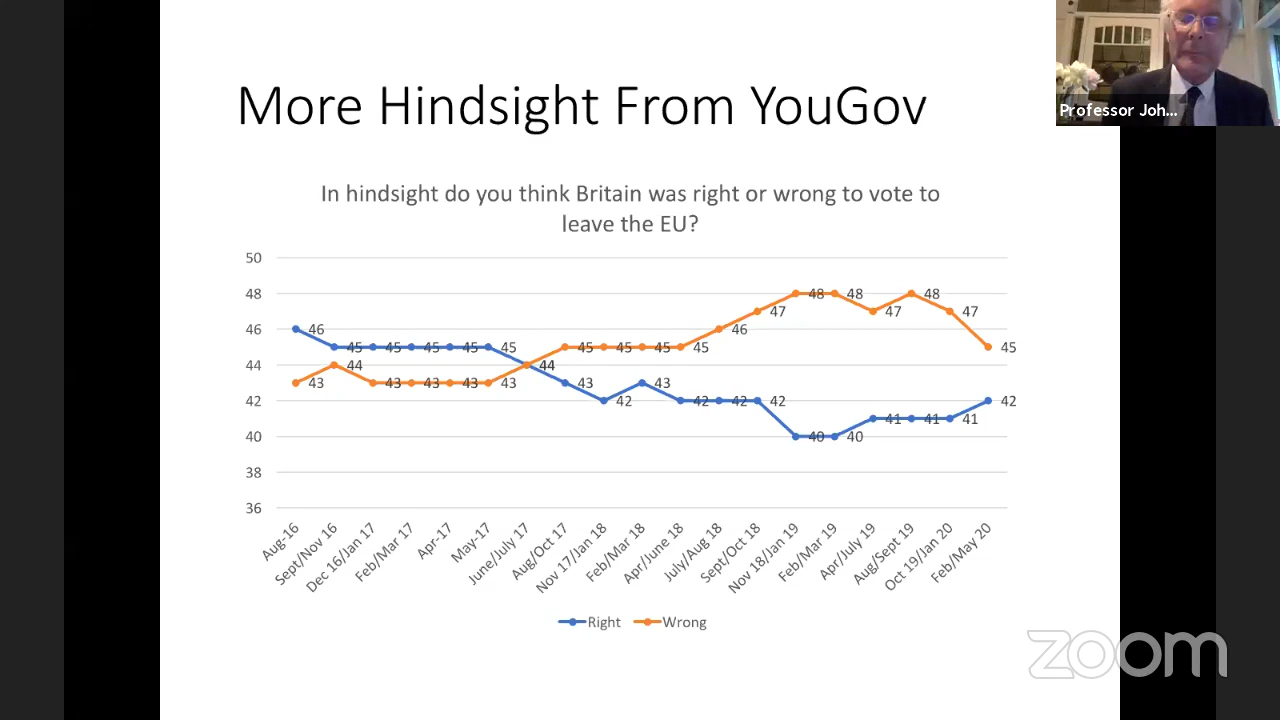 More Hindsight From YouGov
Professor Joh...
In hindsight do you think Britain was right or wrong to vote to
leave the EU?
50
48
46
44
42
40
38
36
46 45 45 45 45 45 44 43 42 43 42 42 42 40 40 41 41 41 42
43 44 43 43 43 43 44 45 45 45 45 46 47 48 48 47 48 47 45
Aug-16
Sept/Nov 16
Dec 16/Jan 17
Feb/Mar 17
Apr-17
May-17
June/July 17
Aug/Oct 17
Nov 17/Jan 18
Feb/Mar 18
Apr/June 18
July/Aug 18
Sept/Oct 18
Nov 18/Jan 19
Feb/Mar 19
Apr/July 19
Aug/Sept 19
Oct 19/Jan 20
Feb/May 20
Right Wrong
zoom